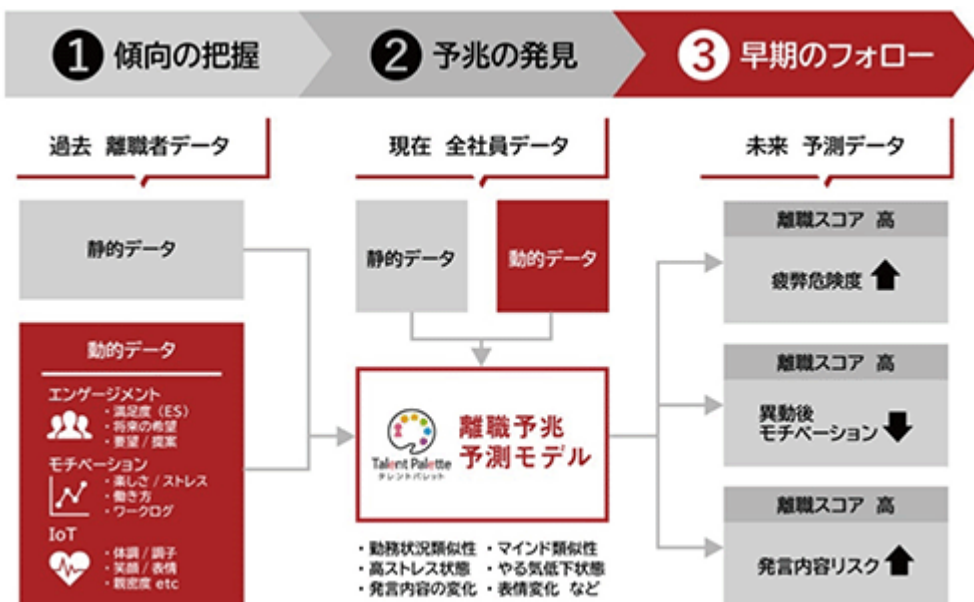 1 傾向の把握
2 予兆の発見
3 早期のフォロー
過去 離職者データ
現在 全社員データ
未来 予測データ
静的データ
動的データ
エンゲージメント
・満足度（ES）
・将来の希望
・要望 / 提案
モチベーション
・楽しさ / ストレス
・働き方
・ワークログ
IoT
・体調 / 調子
・笑顔 / 表情
・親密度 etc
静的データ
動的データ
Talent Palette
タレントパレット
離職予兆
予測モデル
・勤務状況類似性 ・マインド類似性
・高ストレス状態 ・やる気低下状態
・発言内容の変化 ・表情変化 など
離職スコア 高
疲弊危険度
離職スコア 高
異動後
モチベーション
離職スコア 高
発言内容リスク